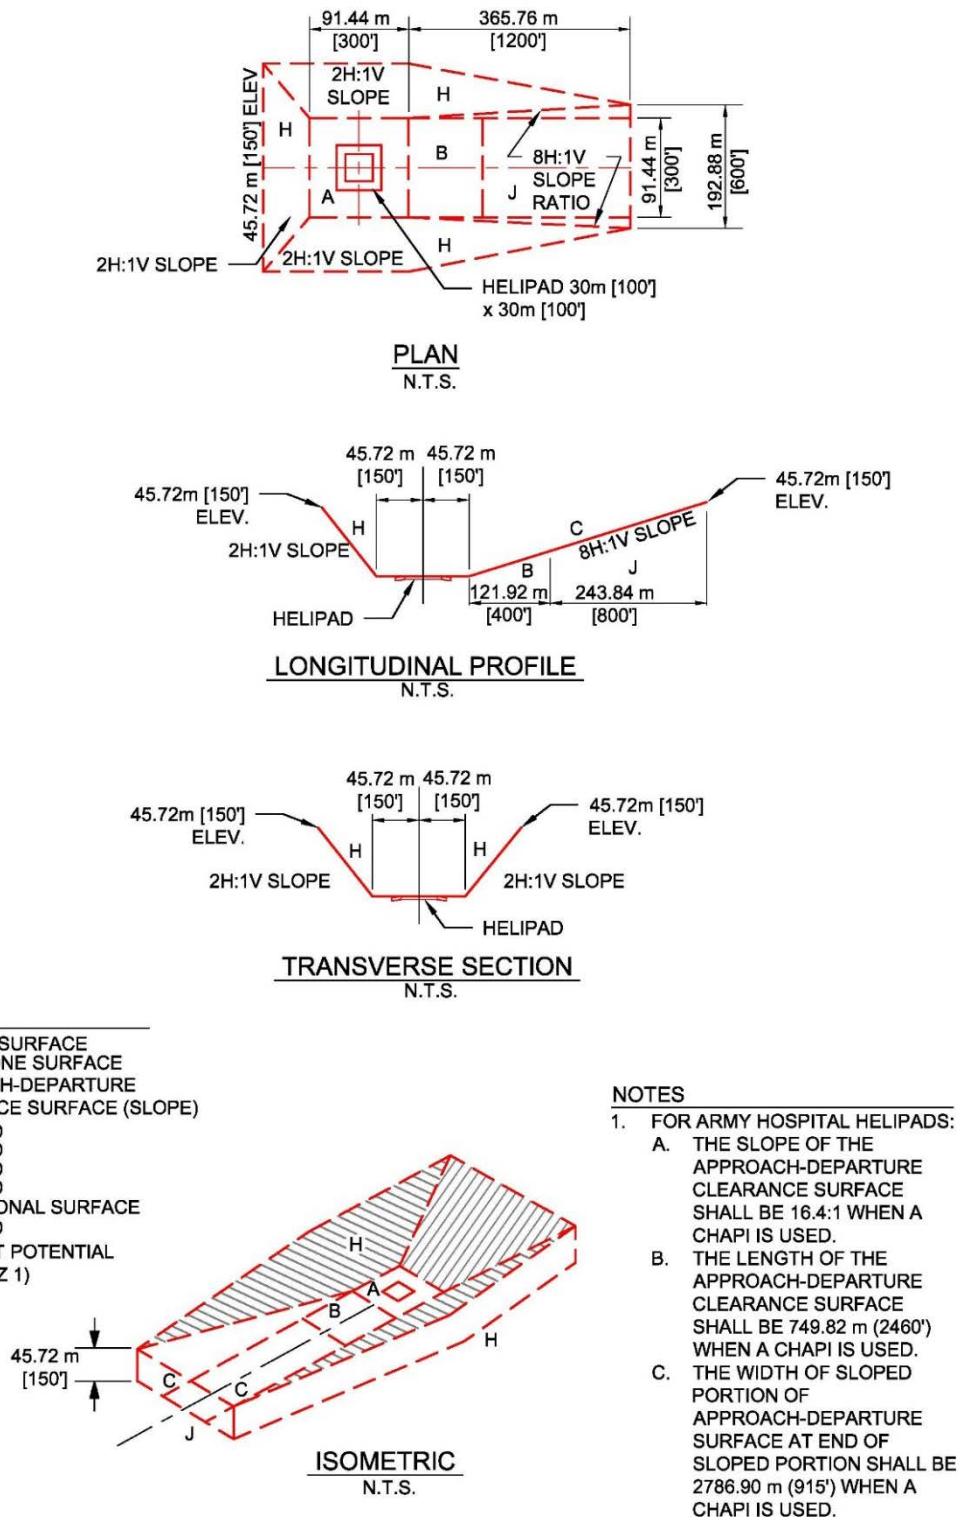 91.44 m
[300']
365.76 m
[1200']
2H:1V
SLOPE
H
45.72 m [150'] ELEV
H
B
8H:1V
SLOPE
RATIO
J
A
91.44 m
[300']
192.88 m
[600']
H
2H:1V SLOPE
2H:1V SLOPE
HELIPAD 30m [100']
x 30m [100']
PLAN
N.T.S.
45.72 m 45.72 m
[150'] [150']
45.72m [150']
ELEV.
45.72m [150']
ELEV.
H
C
2H:1V SLOPE
8H:1V SLOPE
B
J
121.92 m
[400']
243.84 m
[800']
HELIPAD
LONGITUDINAL PROFILE
N.T.S.
45.72 m 45.72 m
[150'] [150']
45.72m [150']
ELEV.
45.72m [150']
ELEV.
H
H
2H:1V SLOPE
2H:1V SLOPE
HELIPAD
TRANSVERSE SECTION
N.T.S.
SURFACE
NE SURFACE
H-DEPARTURE
CE SURFACE (SLOPE)
ONAL SURFACE
T POTENTIAL
Z 1)
H
A
B
H
45.72 m
[150']
C
C
J
ISOMETRIC
N.T.S.
NOTES
1. FOR ARMY HOSPITAL HELIPADS:
A. THE SLOPE OF THE
APPROACH-DEPARTURE
CLEARANCE SURFACE
SHALL BE 16.4:1 WHEN A
CHAPI IS USED.
B. THE LENGTH OF THE
APPROACH-DEPARTURE
CLEARANCE SURFACE
SHALL BE 749.82 m (2460')
WHEN A CHAPI IS USED.
C. THE WIDTH OF SLOPED
PORTION OF
APPROACH-DEPARTURE
SURFACE AT END OF
SLOPED PORTION SHALL BE
2786.90 m (915') WHEN A
CHAPI IS USED.